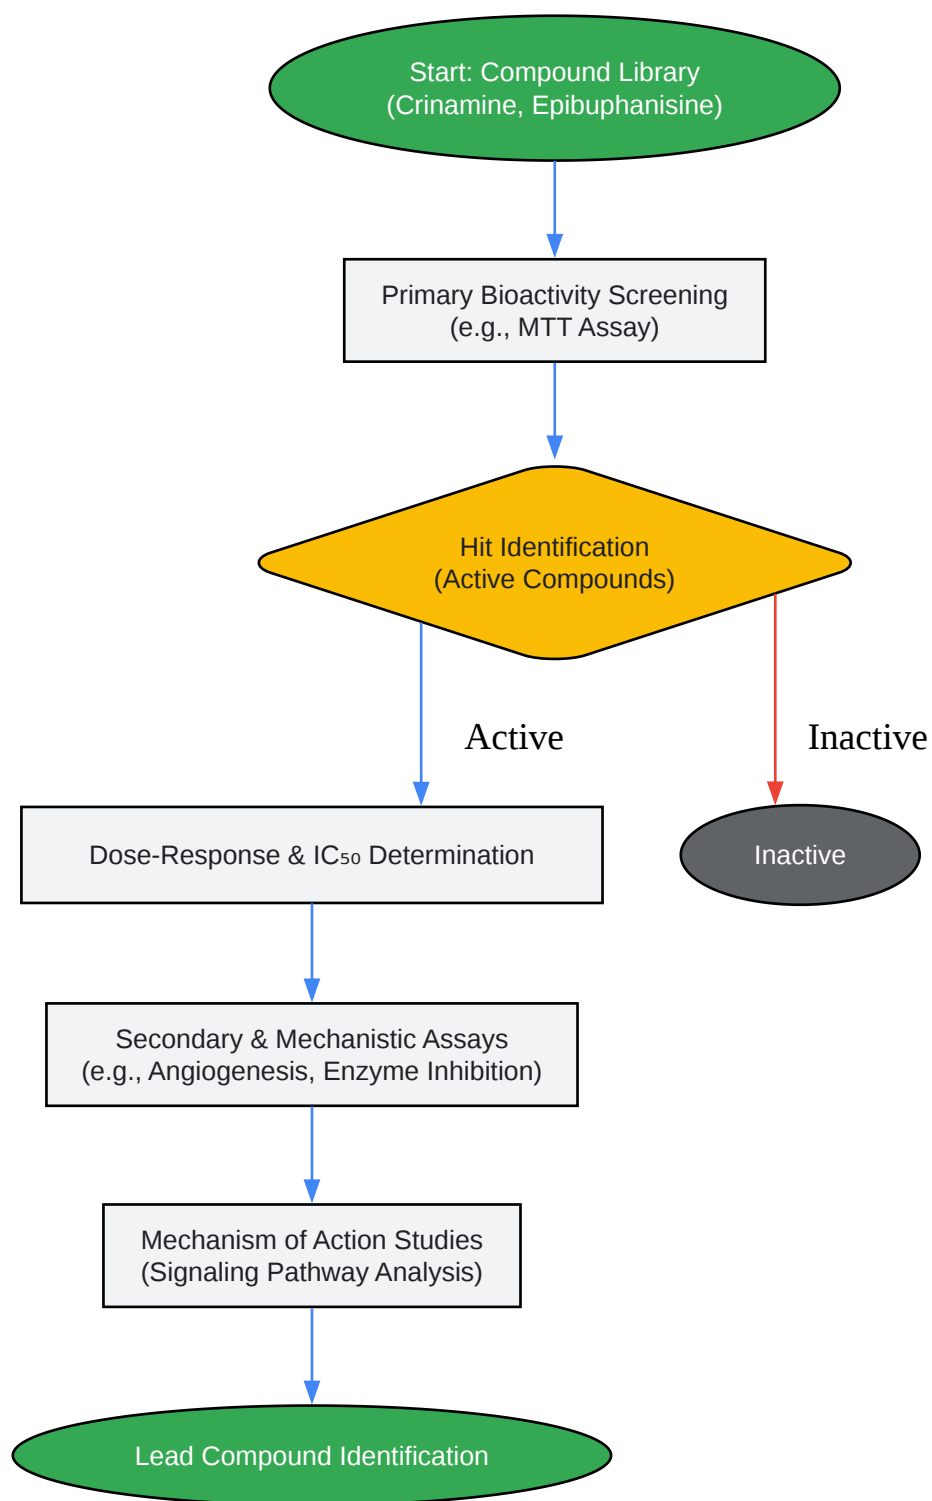 Start: Compound Library
(Crinamine, Epibuphanisine)
Primary Bioactivity Screening
(e.g., MTT Assay)
Hit Identification
(Active Compounds)
Active
Inactive
Dose-Response & IC₅₀ Determination
Inactive
Secondary & Mechanistic Assays
(e.g., Angiogenesis, Enzyme Inhibition)
Mechanism of Action Studies
(Signaling Pathway Analysis)
Lead Compound Identification